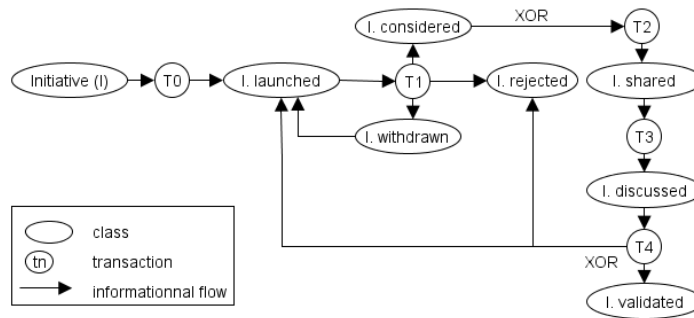 I. considered
XOR
T2
Initiative (I)
T0
I. launched
T1
I. rejected
I. shared
I. withdrawn
T3
I. discussed
T4
XOR
I. validated
class
tn
transaction
informationnal flow